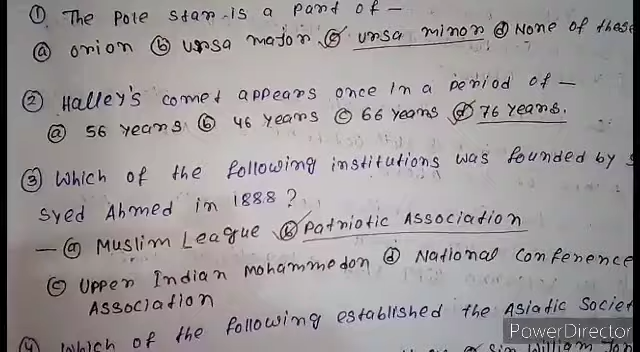 ① The Pole star is a part of —
ⓐ orion ⓑ ursa major ⓒ ursa minor ⓓ None of these
② Halley's comet appears once in a period of —
ⓐ 56 years ⓑ 46 years ⓒ 66 years ⓓ 76 years.
③ Which of the following institutions was founded by
Syed Ahmed in 1888?
— ⓐ Muslim League ⓑ Patriotic Association
ⓒ Upper Indian Mohammedon ⓓ National Conference
Association
④ Which of the following established the Asiatic
PowerDirector
Sir William